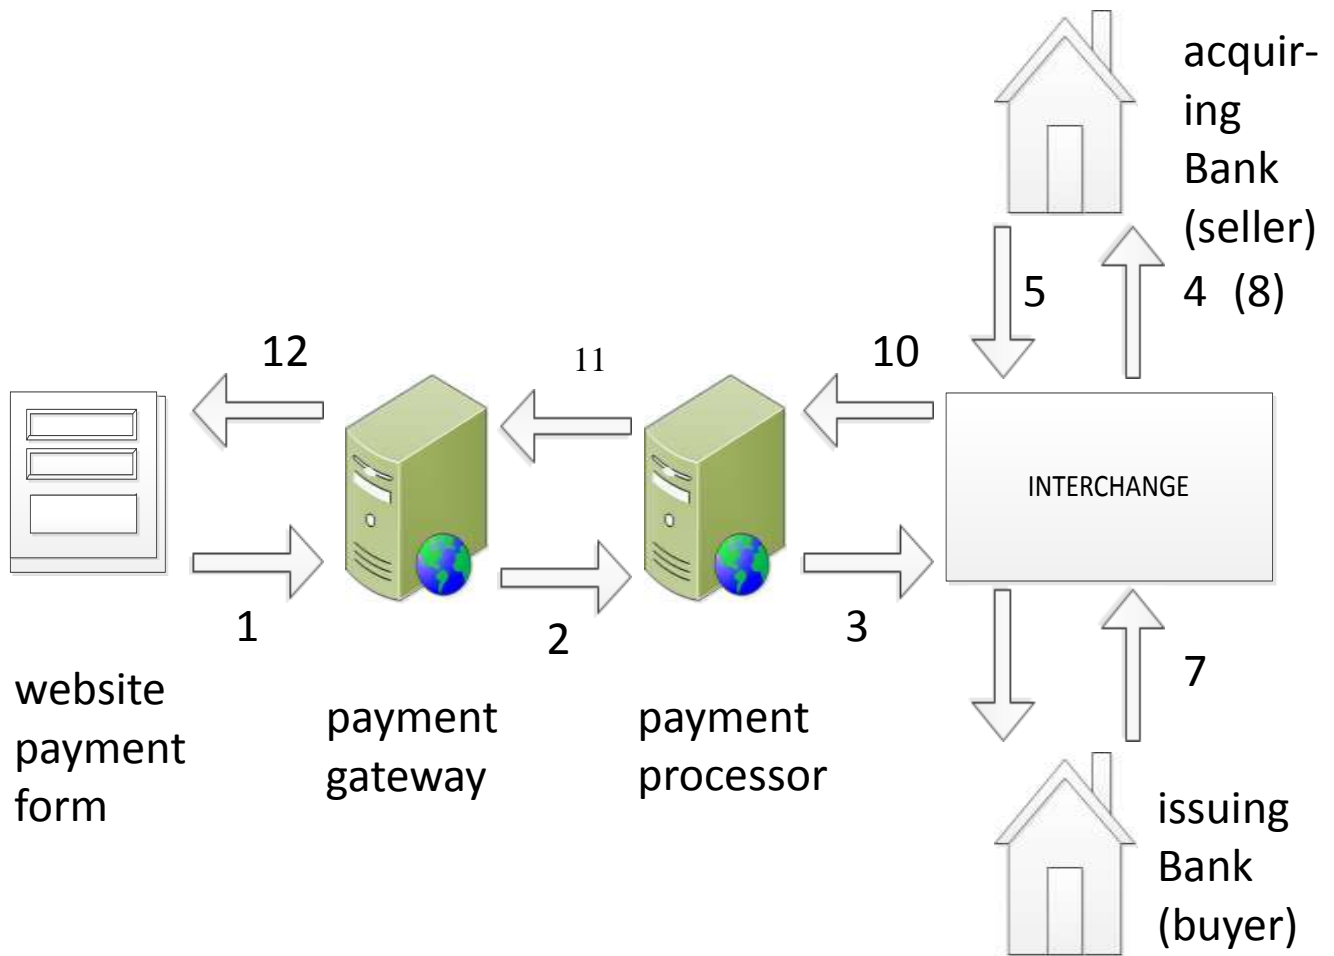 acquir-
ing
Bank
(seller)
5
4 (8)
12
11
10
INTERCHANGE
1
2
3
7
website
payment
form
payment
gateway
payment
processor
issuing
Bank
(buyer)